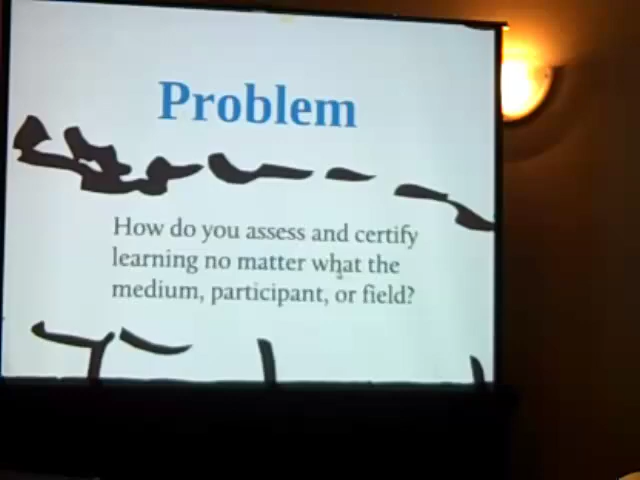 Problem
How do you assess and certify
learning no matter what the
medium, participant, or field?